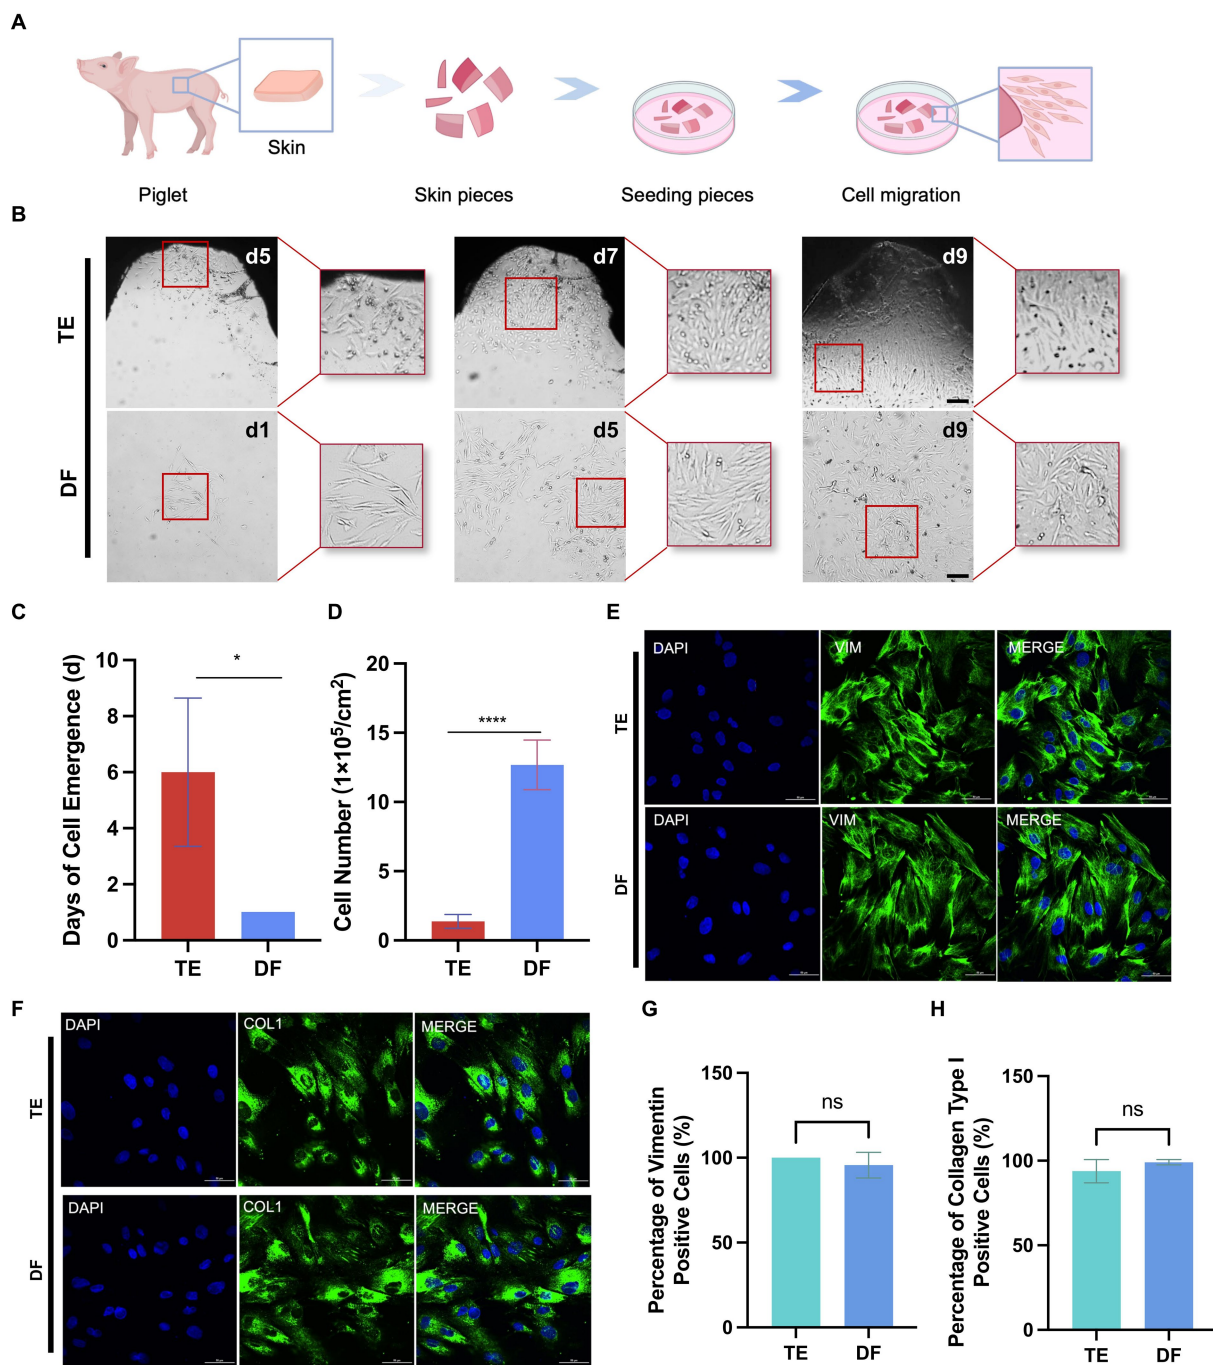 A
Skin
Piglet
Skin pieces
Seeding pieces
Cell migration
B
TE
d5
d7
d9
DF
d1
d5
d9
C
Days of Cell Emergence (d)
10
8
6
4
2
0
*
TE
DF
D
Cell Number (1×10⁵/cm²)
20
15
10
5
0
****
TE
DF
E
TE
DAPI
VIM
MERGE
DF
DAPI
VIM
MERGE
F
TE
DAPI
COL1
MERGE
DF
DAPI
COL1
MERGE
G
Percentage of Vimentin
Positive Cells (%)
150
100
50
0
ns
TE
DF
H
Percentage of Collagen Type I
Positive Cells (%)
150
100
50
0
ns
TE
DF